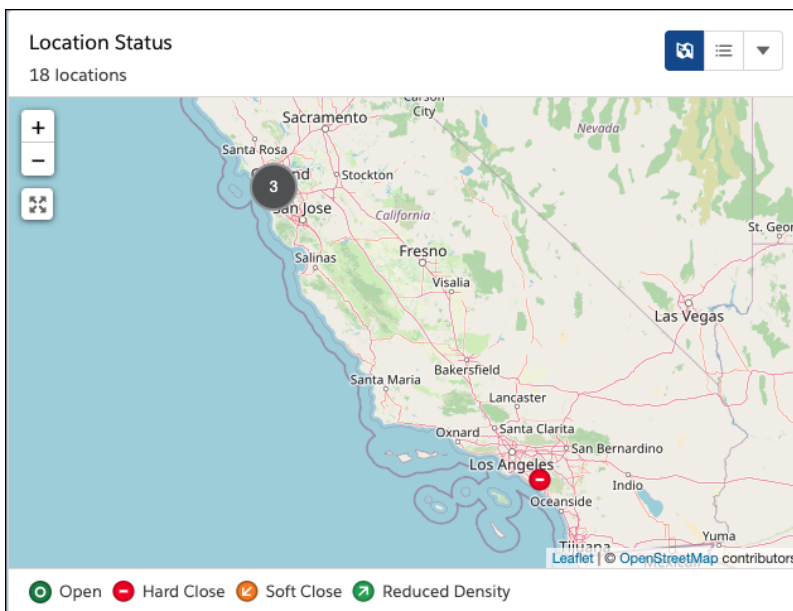 Location Status
18 locations
Carson
City
Sacramento
Nevada
Santa Rosa
3
Stockton
San Jose
California
St. Geor
Salinas
Fresno
Visalia
Las Vegas
Bakersfield
Santa Maria
Lancaster
Oxnard
Santa Clarita
San Bernardino
Los Angeles
Indio
Oceanside
Yuma
Tijuana
Leaflet | © OpenStreetMap contributors
Open
Hard Close
Soft Close
Reduced Density